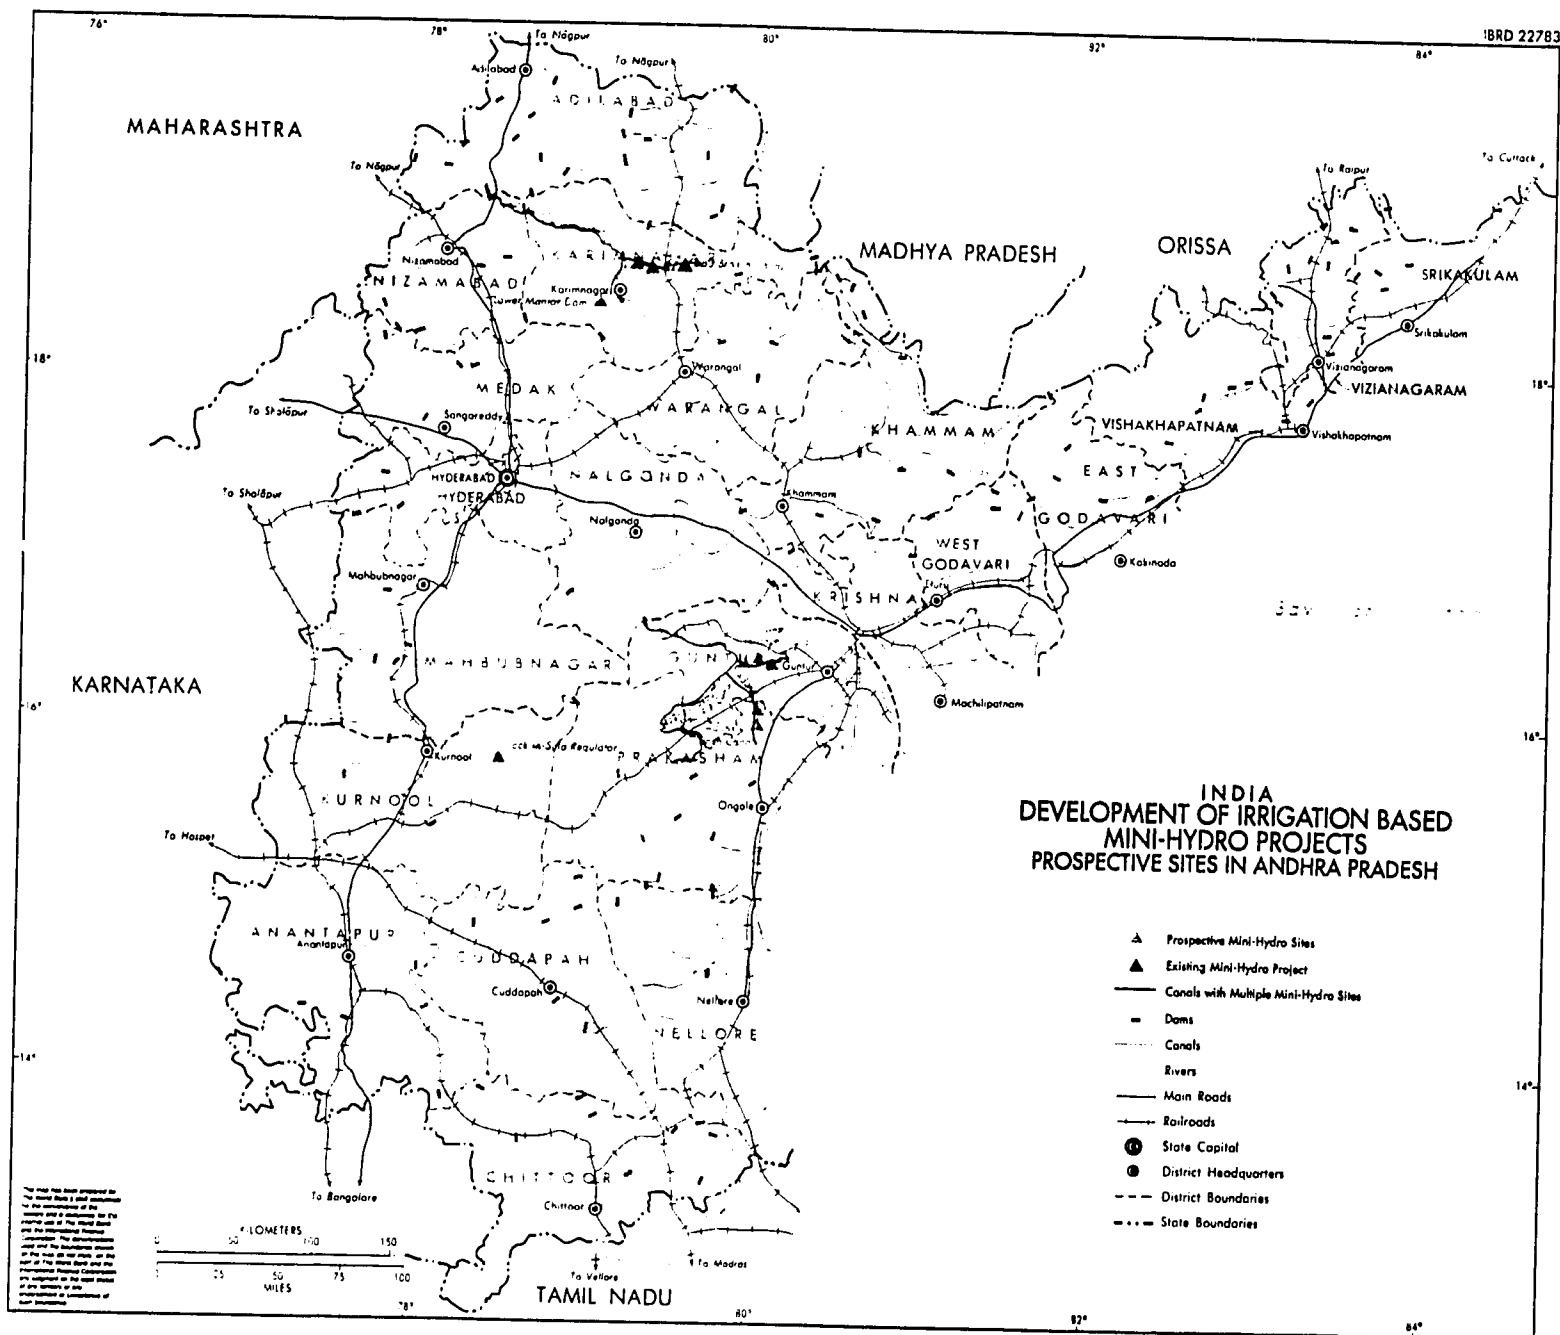 IBRD 22783
76°
78°
80°
92°
84°
To Nāgpur
Adilabad
To Nāgpur
ADILABAD
MAHARASHTRA
To Nāgpur
To Raipur
To Cuttack
MADHYA PRADESH
ORISSA
Nizamabad
NIZAMABAD
KARIMNAGAR
Karimnagar
Lower Manair Dam
SRIKAKULAM
Srikakulam
18°
18°
Warangal
Vizianagaram
VIZIANAGARAM
MEDAK
WARANGAL
To Sholāpur
Sangareddy
KHAMMAM
VISHAKHAPATNAM
Vishakhapatnam
HYDERABAD
HYDERABAD
NALGONDA
EAST
GODAVARI
To Sholāpur
Khammam
Nalgonda
WEST
GODAVARI
Kakinada
Mahbubnagar
Eluru
KRISHNA
MAHBUBNAGAR
GUNTUR
Guntur
KARNATAKA
Machilipatnam
16°
16°
Kurnool
Regulator
PRAKASHAM
KURNOOL
Ongole
To Hospet
INDIA
DEVELOPMENT OF IRRIGATION BASED
MINI-HYDRO PROJECTS
PROSPECTIVE SITES IN ANDHRA PRADESH
ANANTAPUR
Anantapur
CUDDAPAH
Cuddapah
Nellore
NELLORE
14°
14°
Prospective Mini-Hydro Sites
Existing Mini-Hydro Project
Canals with Multiple Mini-Hydro Sites
Dams
Canals
Rivers
Main Roads
Railroads
State Capital
District Headquarters
District Boundaries
State Boundaries
CHITTOOR
Chittoor
To Bangalore
KILOMETERS
0 50 100 150
25 50 75 100
MILES
To Vellore
To Madras
TAMIL NADU
78°
80°
82°
84°